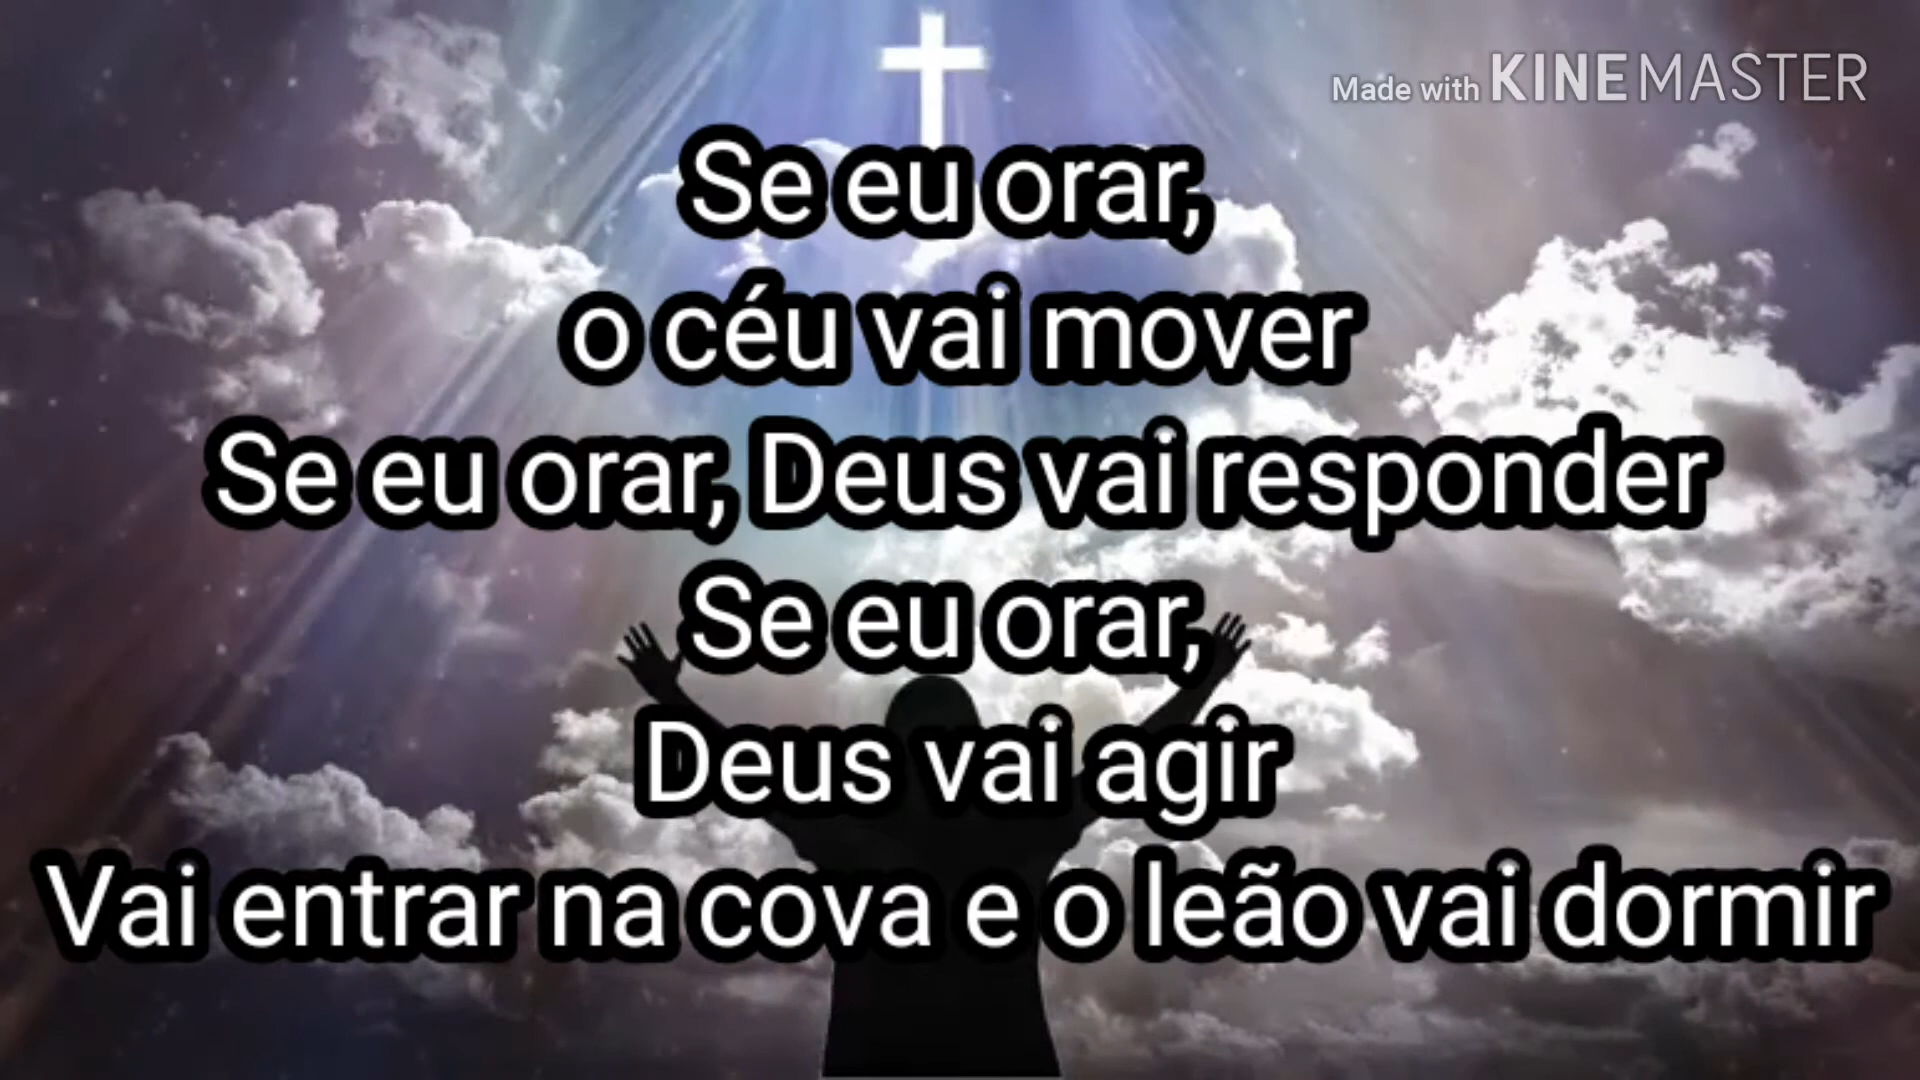 Made with KINEMASTER
Se eu orar,
o céu vai mover
Se eu orar, Deus vai responder
Se eu orar,
Deus vai agir
Vai entrar na cova e o leão vai dormir